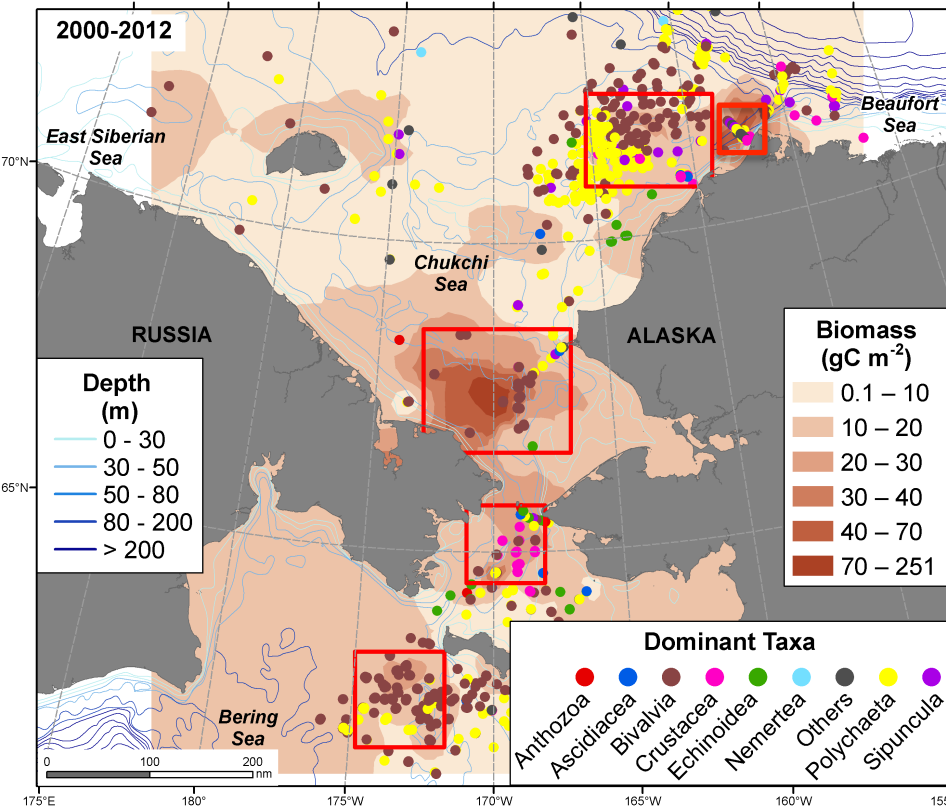 2000-2012
East Siberian
Sea
Beaufort
Sea
70°N
Chukchi
Sea
RUSSIA
ALASKA
Biomass
(gC m-2)
0.1 – 10
10 – 20
20 – 30
30 – 40
40 – 70
70 – 251
Depth
(m)
0 - 30
30 - 50
50 - 80
80 - 200
> 200
65°N
Dominant Taxa
Anthozoa
Ascidiacea
Bivalvia
Crustacea
Echinoidea
Nemertea
Others
Polychaeta
Sipuncula
Bering
Sea
0 100 200
nm
175°E 180° 175°W 170°W 165°W 160°W 155